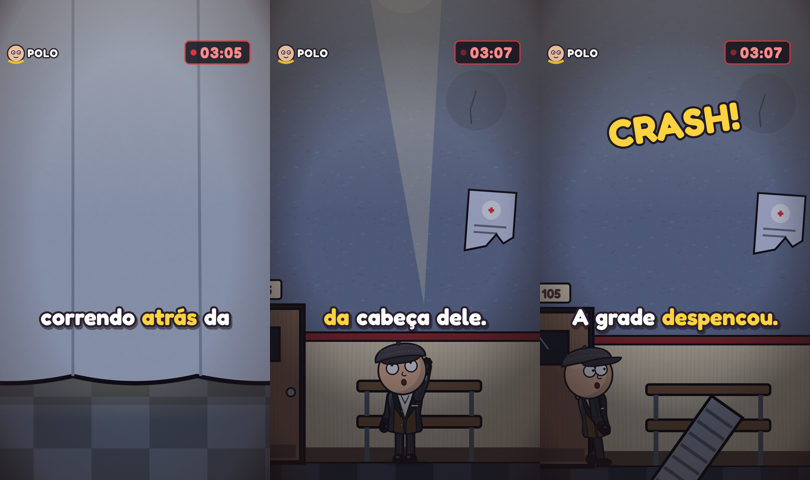 POLO
03:05
correndo atrás da
POLO
03:07
da cabeça dele.
POLO
03:07
CRASH!
105
A grade despencou.